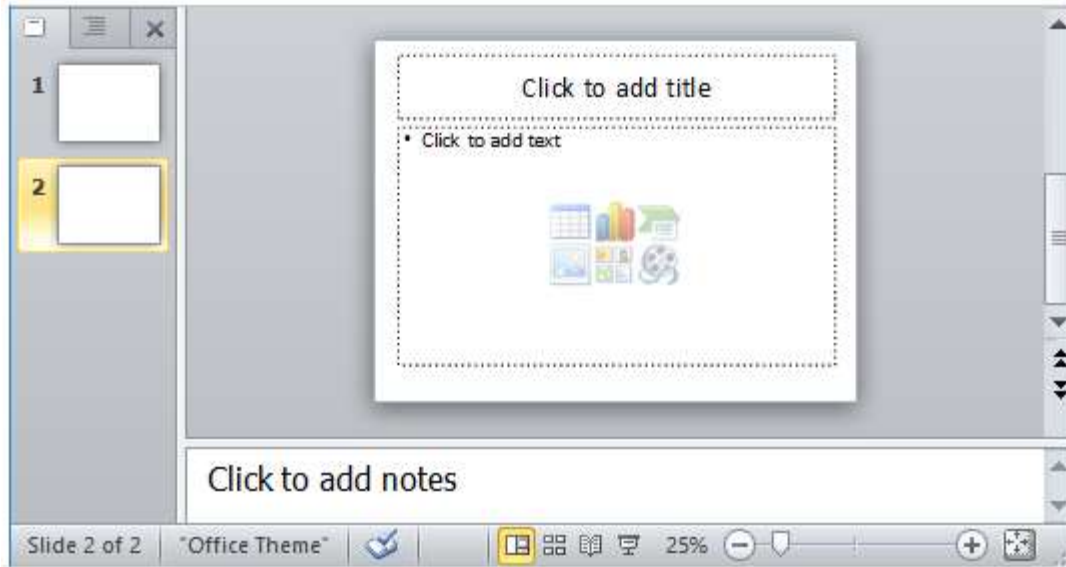 1
Click to add title
• Click to add text
2
Click to add notes
Slide 2 of 2 "Office Theme" 25%